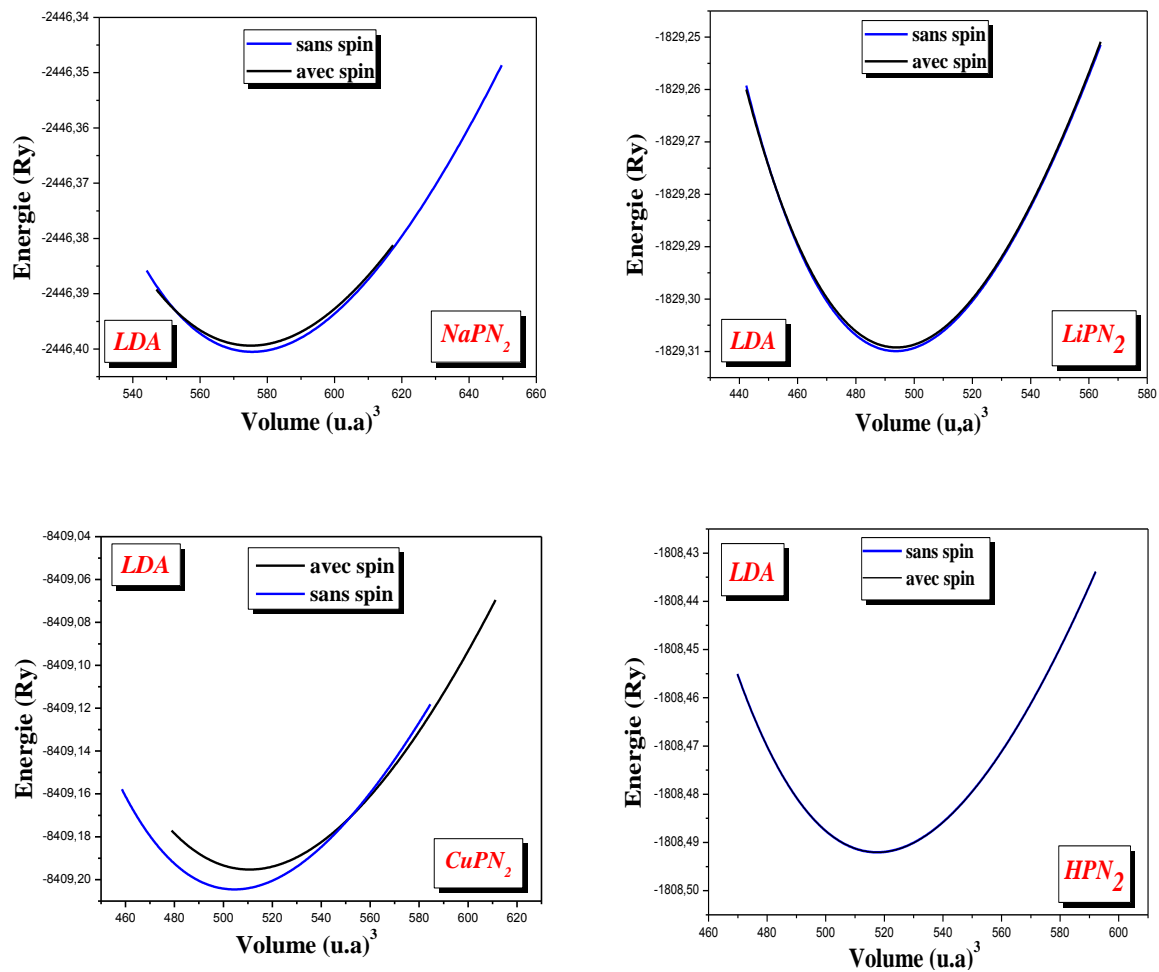 -2446,34
-2446,35
-2446,36
-2446,37
-2446,38
-2446,39
-2446,40
Energie (Ry)
sans spin
avec spin
LDA
NaPN2
540 560 580 600 620 640 660
Volume (u.a)3
-1829,25
-1829,26
-1829,27
-1829,28
-1829,29
-1829,30
-1829,31
Energie (Ry)
sans spin
avec spin
LDA
LiPN2
440 460 480 500 520 540 560 580
Volume (u,a)3
-8409,04
-8409,06
-8409,08
-8409,10
-8409,12
-8409,14
-8409,16
-8409,18
-8409,20
Energie (Ry)
LDA
avec spin
sans spin
CuPN2
460 480 500 520 540 560 580 600 620
Volume (u.a)3
-1808,43
-1808,44
-1808,45
-1808,46
-1808,47
-1808,48
-1808,49
-1808,50
Energie (Ry)
LDA
sans spin
avec spin
HPN2
460 480 500 520 540 560 580 600
Volume (u.a)3